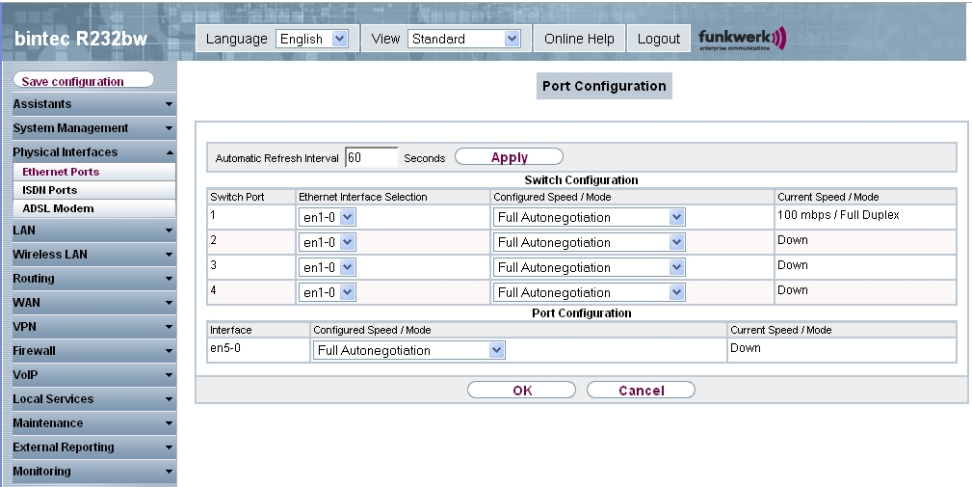 bintec R232bw
Language English View Standard Online Help Logout funkwerk
enterprise communications
Save configuration
Port Configuration
Assistants
System Management
Physical Interfaces
Ethernet Ports
ISDN Ports
ADSL Modem
LAN
Wireless LAN
Routing
WAN
VPN
Firewall
VoIP
Local Services
Maintenance
External Reporting
Monitoring
Automatic Refresh Interval 60 Seconds Apply
Switch Configuration
Switch Port Ethernet Interface Selection Configured Speed / Mode Current Speed / Mode
1 en1-0 Full Autonegotiation 100 mbps / Full Duplex
2 en1-0 Full Autonegotiation Down
3 en1-0 Full Autonegotiation Down
4 en1-0 Full Autonegotiation Down
Port Configuration
Interface Configured Speed / Mode Current Speed / Mode
en5-0 Full Autonegotiation Down
OK Cancel